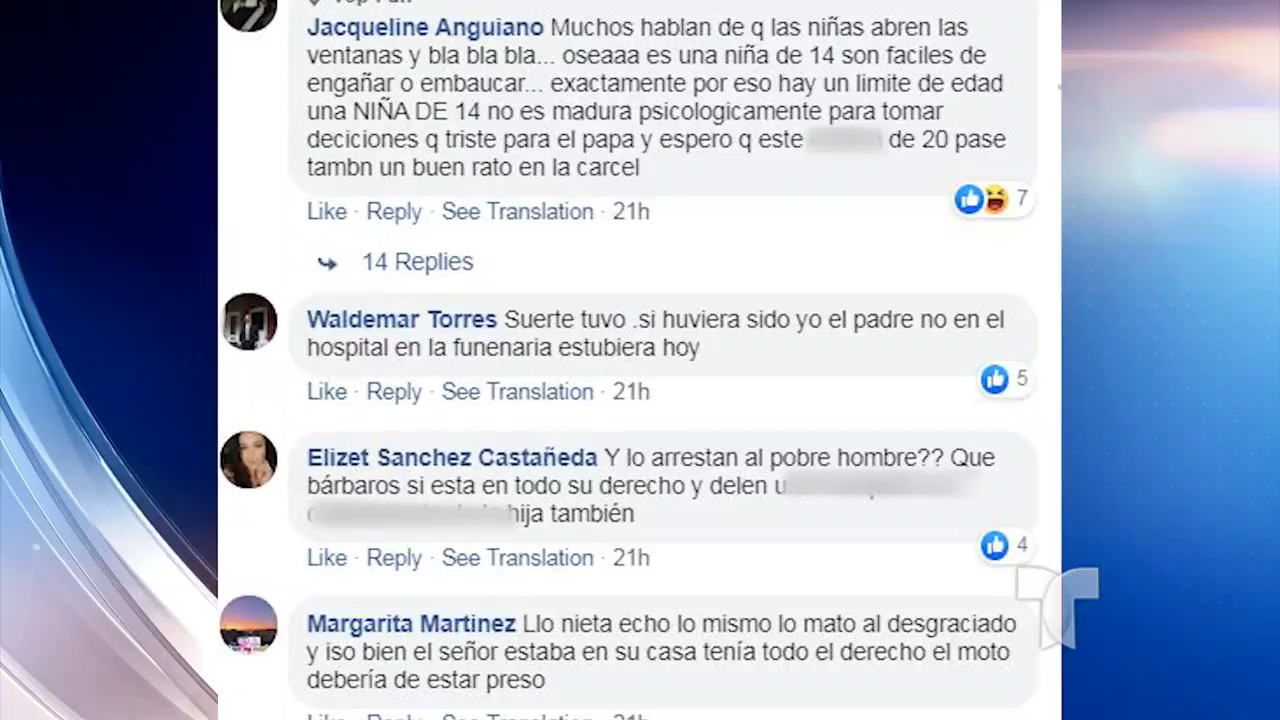 Jacqueline Anguiano Muchos hablan de q las niñas abren las
ventanas y bla bla bla... oseaaa es una niña de 14 son faciles de
engañar o embaucar... exactamente por eso hay un limite de edad
una NIÑA DE 14 no es madura psicologicamente para tomar
deciciones q triste para el papa y espero q este de 20 pase
tambn un buen rato en la carcel
7
Like · Reply · See Translation · 21h
14 Replies
Waldemar Torres Suerte tuvo .si huviera sido yo el padre no en el
hospital en la funenaria estubiera hoy
5
Like · Reply · See Translation · 21h
Elizet Sanchez Castañeda Y lo arrestan al pobre hombre?? Que
bárbaros si esta en todo su derecho y delen
hija también
4
Like · Reply · See Translation · 21h
Margarita Martinez Llo nieta echo lo mismo lo mato al desgraciado
y iso bien el señor estaba en su casa tenía todo el derecho el moto
debería de estar preso
Like · Reply · See Translation · 21h